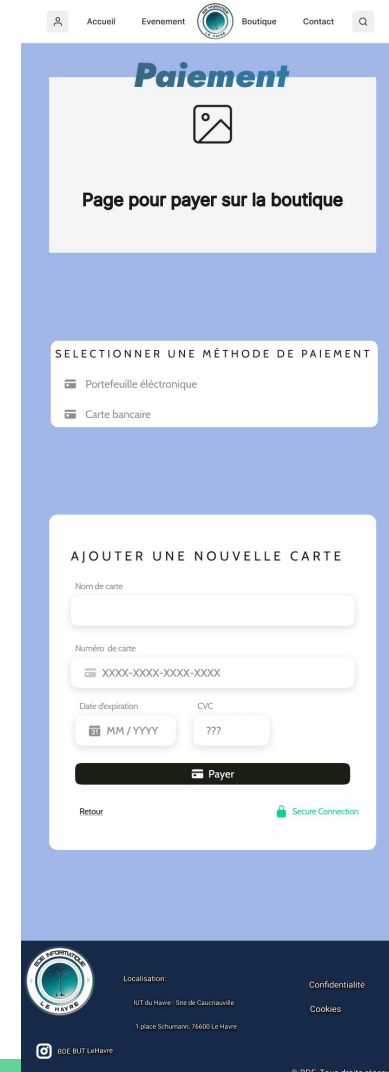 Accueil Evenement Boutique Contact
Paiement
Page pour payer sur la boutique
SELECTIONNER UNE MÉTHODE DE PAIEMENT
Portefeuille éléctronique
Carte bancaire
AJOUTER UNE NOUVELLE CARTE
Nom de carte
Numéro de carte
XXXX-XXXX-XXXX-XXXX
Date d'expiration CVC
31 MM / YYYY ???
Payer
Retour Secure Connection
BDE INFORMATIQUE
LE HAVRE
Localisation:
IUT du Havre - Site de Caucriauville
1 place Schumann, 76600 Le Havre
Confidentialité
Cookies
BDE BUT LeHavre